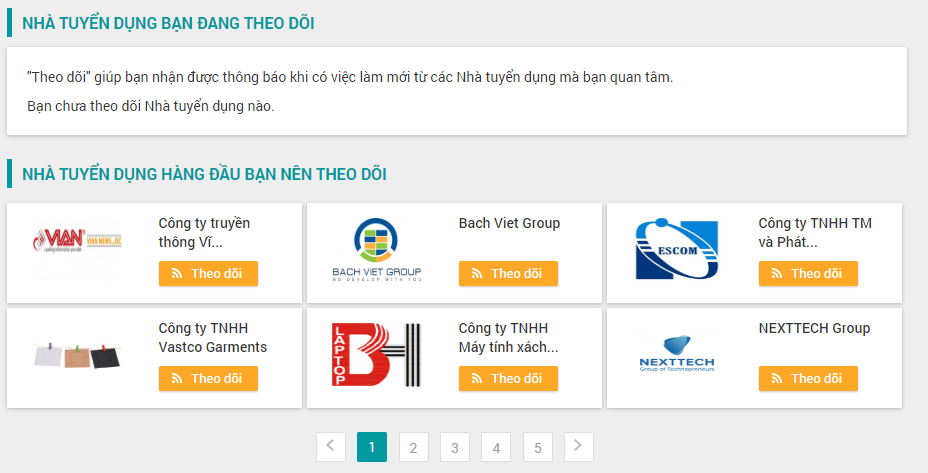 NHÀ TUYỂN DỤNG BẠN ĐANG THEO DÕI
"Theo dõi" giúp bạn nhận được thông báo khi có việc làm mới từ các Nhà tuyển dụng mà bạn quan tâm.
Bạn chưa theo dõi Nhà tuyển dụng nào.
NHÀ TUYỂN DỤNG HÀNG ĐẦU BẠN NÊN THEO DÕI
VIAN
VIAN NEWS.,JSC
Công ty truyền
thông Vĩ...
Theo dõi
BACH VIET GROUP
WE DEVELOP WITH YOU
Bach Viet Group
Theo dõi
ESCOM
Công ty TNHH TM
và Phát...
Theo dõi
Công ty TNHH
Vastco Garments
Theo dõi
LAPTOP
BH
Công ty TNHH
Máy tính xách...
Theo dõi
NEXTTECH
Group of Technopreneurs
NEXTTECH Group
Theo dõi
1 2 3 4 5